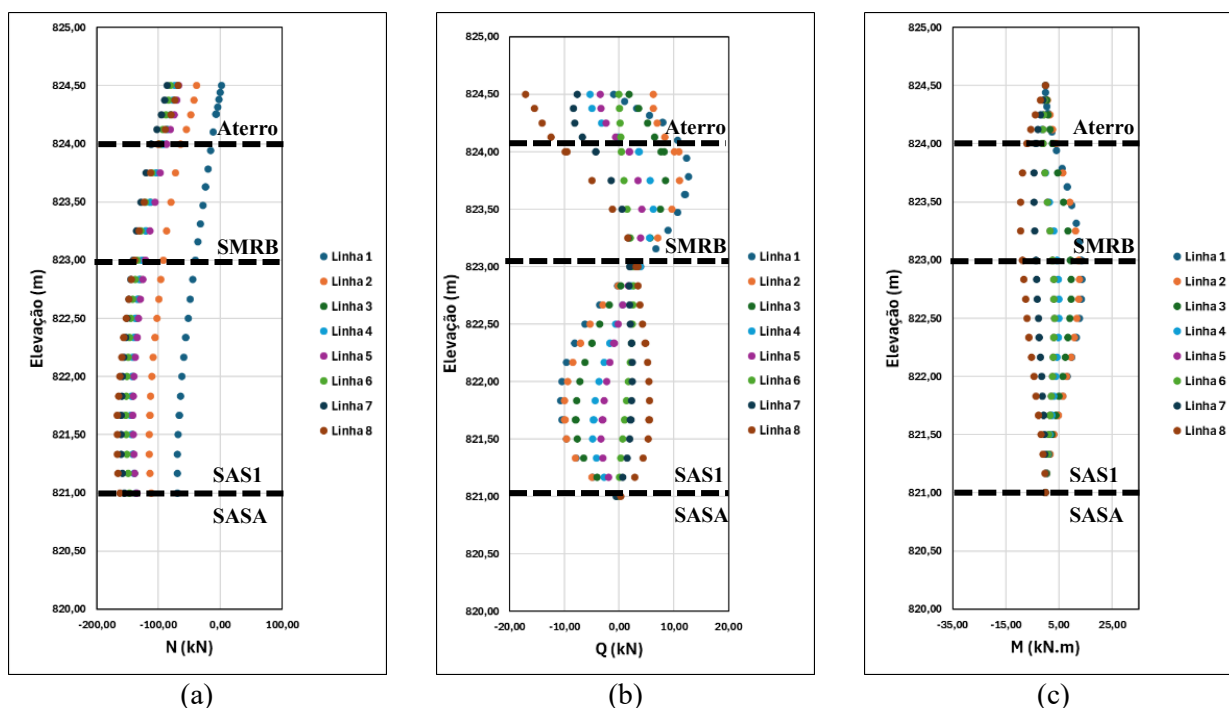 825,00
824,50
824,00
823,50
823,00
822,50
822,00
821,50
821,00
820,50
820,00
Elevação (m)
-200,00 -100,00 0,00 100,00
N (kN)
Aterro
SMRB
SAS1
SASA
Linha 1
Linha 2
Linha 3
Linha 4
Linha 5
Linha 6
Linha 7
Linha 8
(a)
825,00
824,50
824,00
823,50
823,00
822,50
822,00
821,50
821,00
820,50
820,00
Elevação (m)
-20,00 -10,00 0,00 10,00 20,00
Q (kN)
Aterro
SMRB
SAS1
SASA
Linha 1
Linha 2
Linha 3
Linha 4
Linha 5
Linha 6
Linha 7
Linha 8
(b)
825,00
824,50
824,00
823,50
823,00
822,50
822,00
821,50
821,00
820,50
820,00
Elevação (m)
-35,00 -15,00 5,00 25,00
M (kN.m)
Aterro
SMRB
SAS1
SASA
Linha 1
Linha 2
Linha 3
Linha 4
Linha 5
Linha 6
Linha 7
Linha 8
(c)